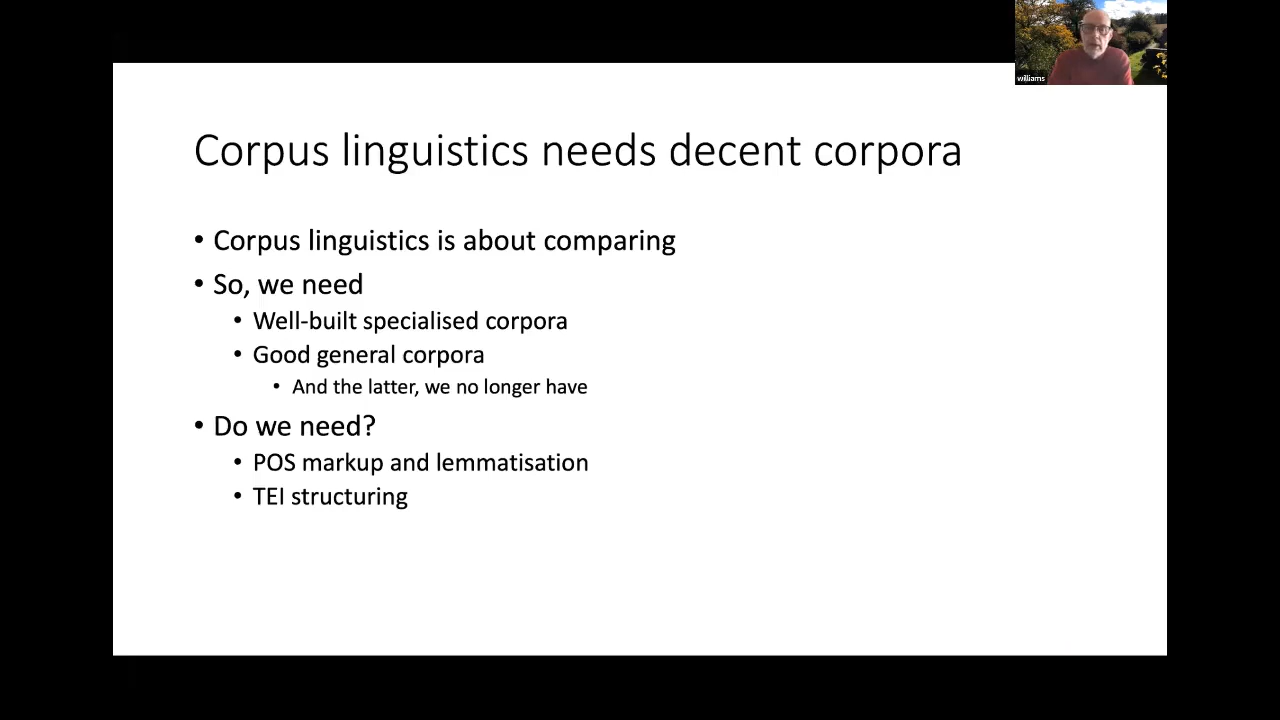 williams
Corpus linguistics needs decent corpora
• Corpus linguistics is about comparing
• So, we need
• Well-built specialised corpora
• Good general corpora
• And the latter, we no longer have
• Do we need?
• POS markup and lemmatisation
• TEI structuring